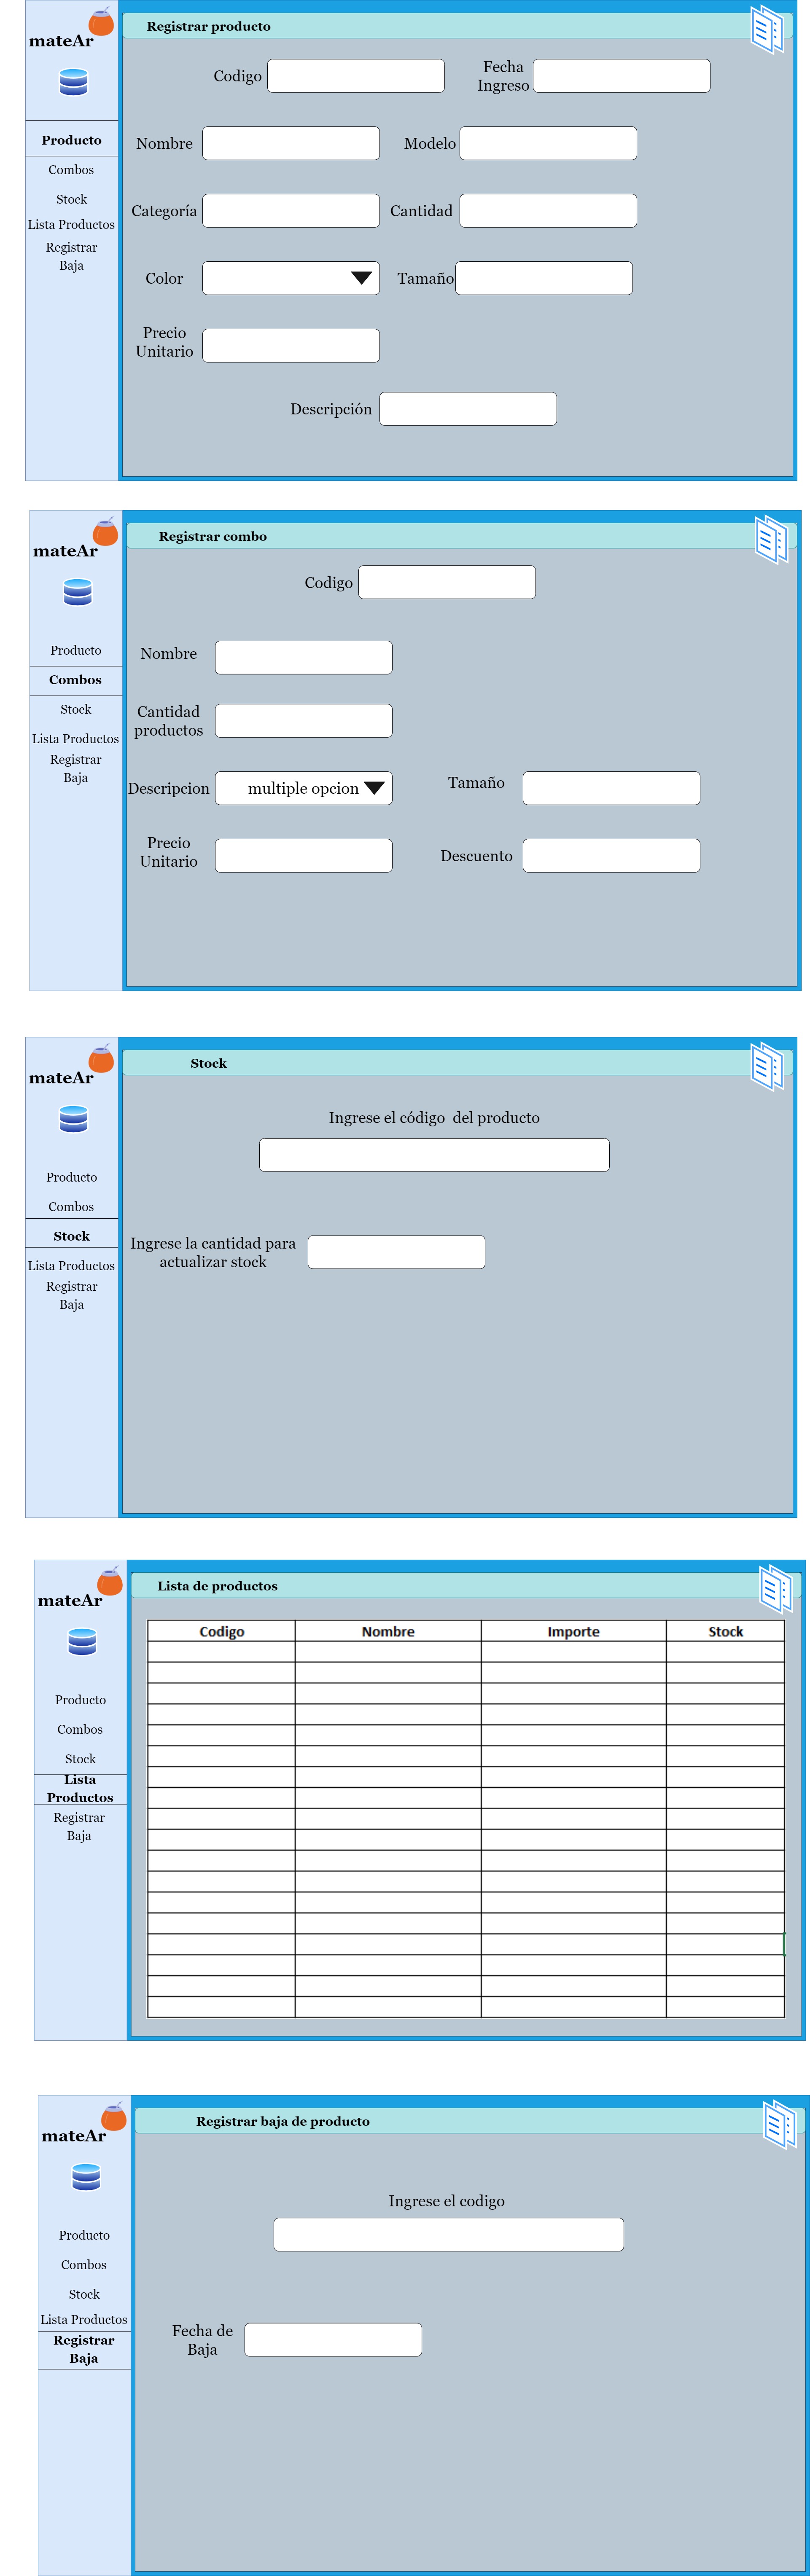 mateAr
Registrar producto
Codigo
Fecha
Ingreso
Producto
Nombre
Modelo
Combos
Stock
Categoría
Cantidad
Lista Productos
Registrar
Baja
Color
Tamaño
Precio
Unitario
Descripción
mateAr
Registrar combo
Codigo
Producto
Nombre
Combos
Stock
Cantidad
productos
Lista Productos
Registrar
Baja
Descripcion
multiple opcion
Tamaño
Precio
Unitario
Descuento
mateAr
Stock
Ingrese el código  del producto
Producto
Combos
Stock
Ingrese la cantidad para
actualizar stock
Lista Productos
Registrar
Baja
mateAr
Lista de productos
Codigo Nombre Importe Stock
Producto
Combos
Stock
Lista
Productos
Registrar
Baja
mateAr
Registrar baja de producto
Ingrese el codigo
Producto
Combos
Stock
Lista Productos
Registrar
Baja
Fecha de
Baja